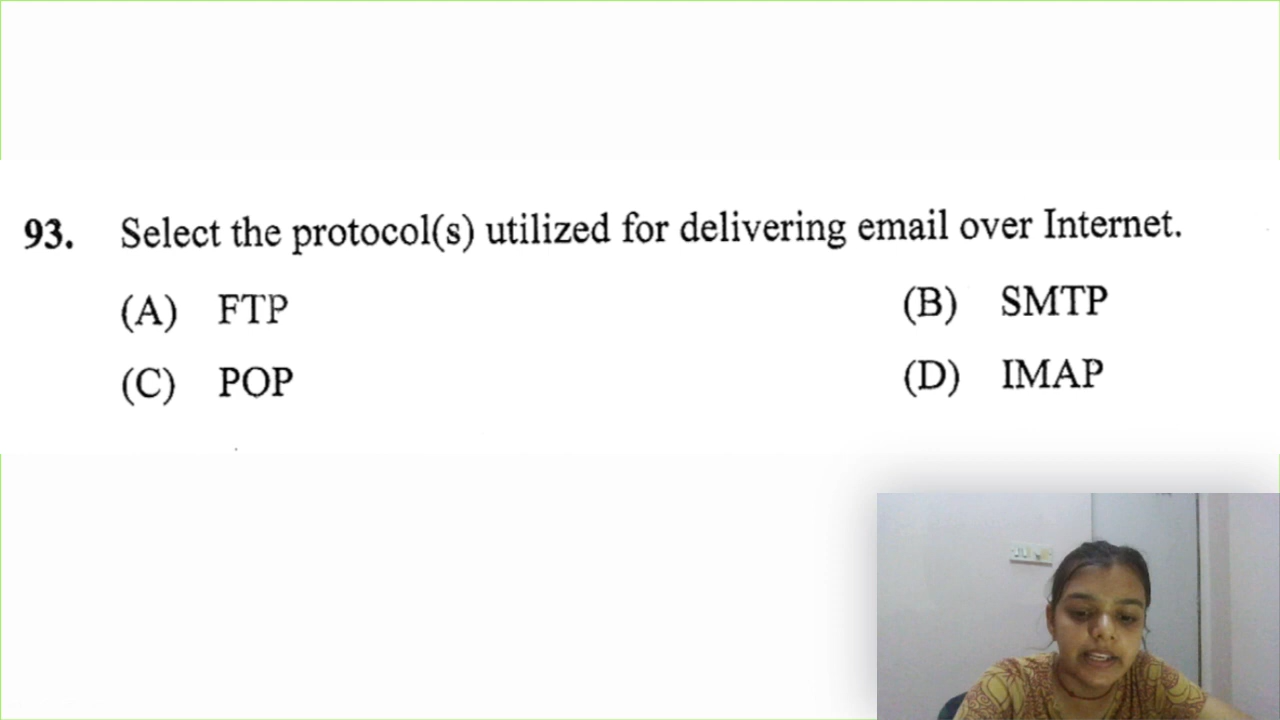 93. Select the protocol(s) utilized for delivering email over Internet.
(A) FTP (B) SMTP
(C) POP (D) IMAP